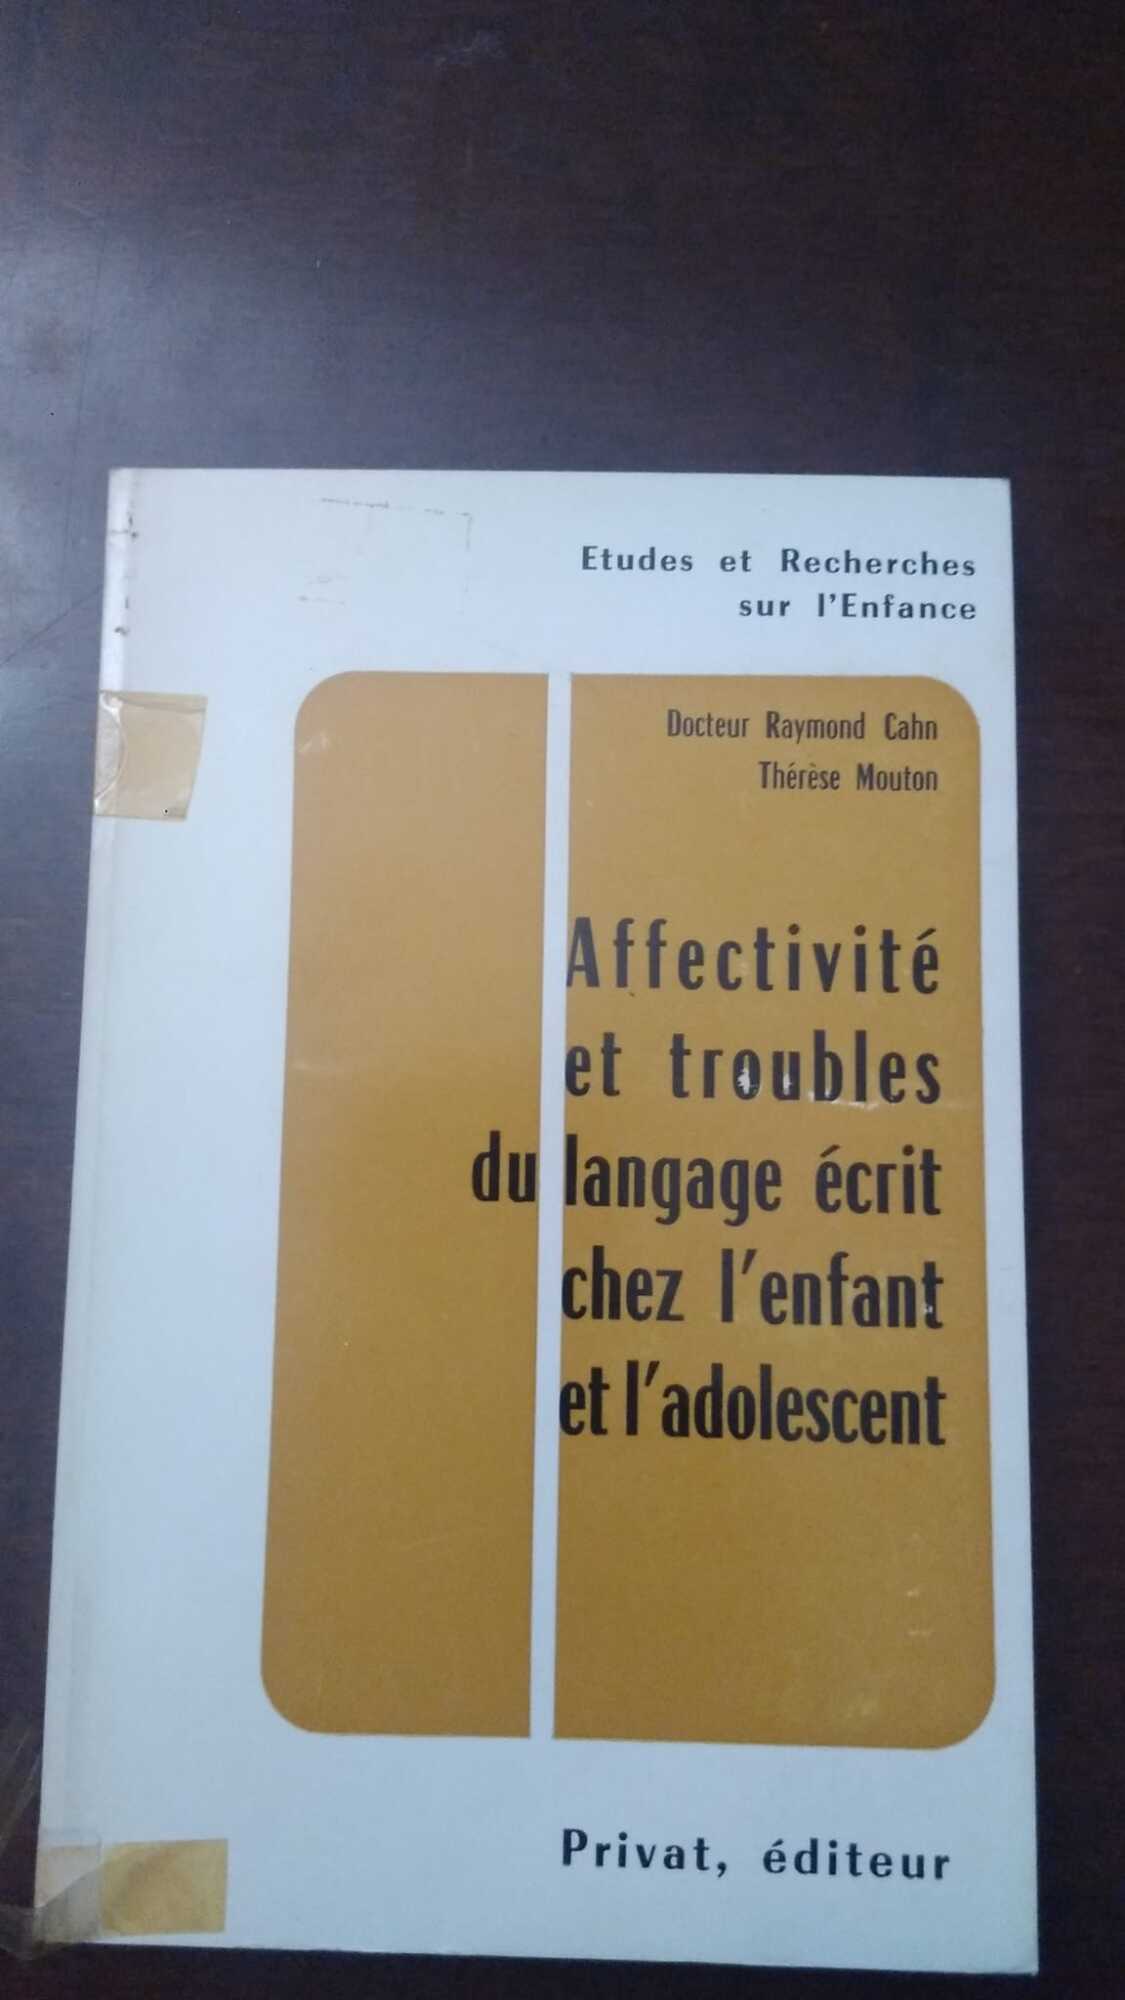 Etudes et Recherches
sur l'Enfance
Docteur Raymond Cahn
Thérèse Mouton
Affectivité
et troubles
du langage écrit
chez l'enfant
et l'adolescent
Privat, éditeur